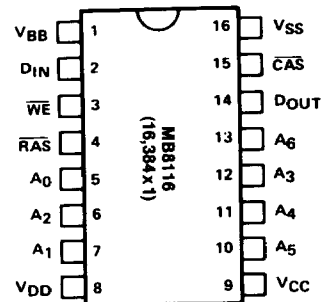 VBB 1 16 VSS
DIN 2 15 CAS
WE 3 14 DOUT
RAS 4 13 A6
A0 5 12 A3
A2 6 11 A4
A1 7 10 A5
VDD 8 9 VCC
MB8116
(16,384x1)